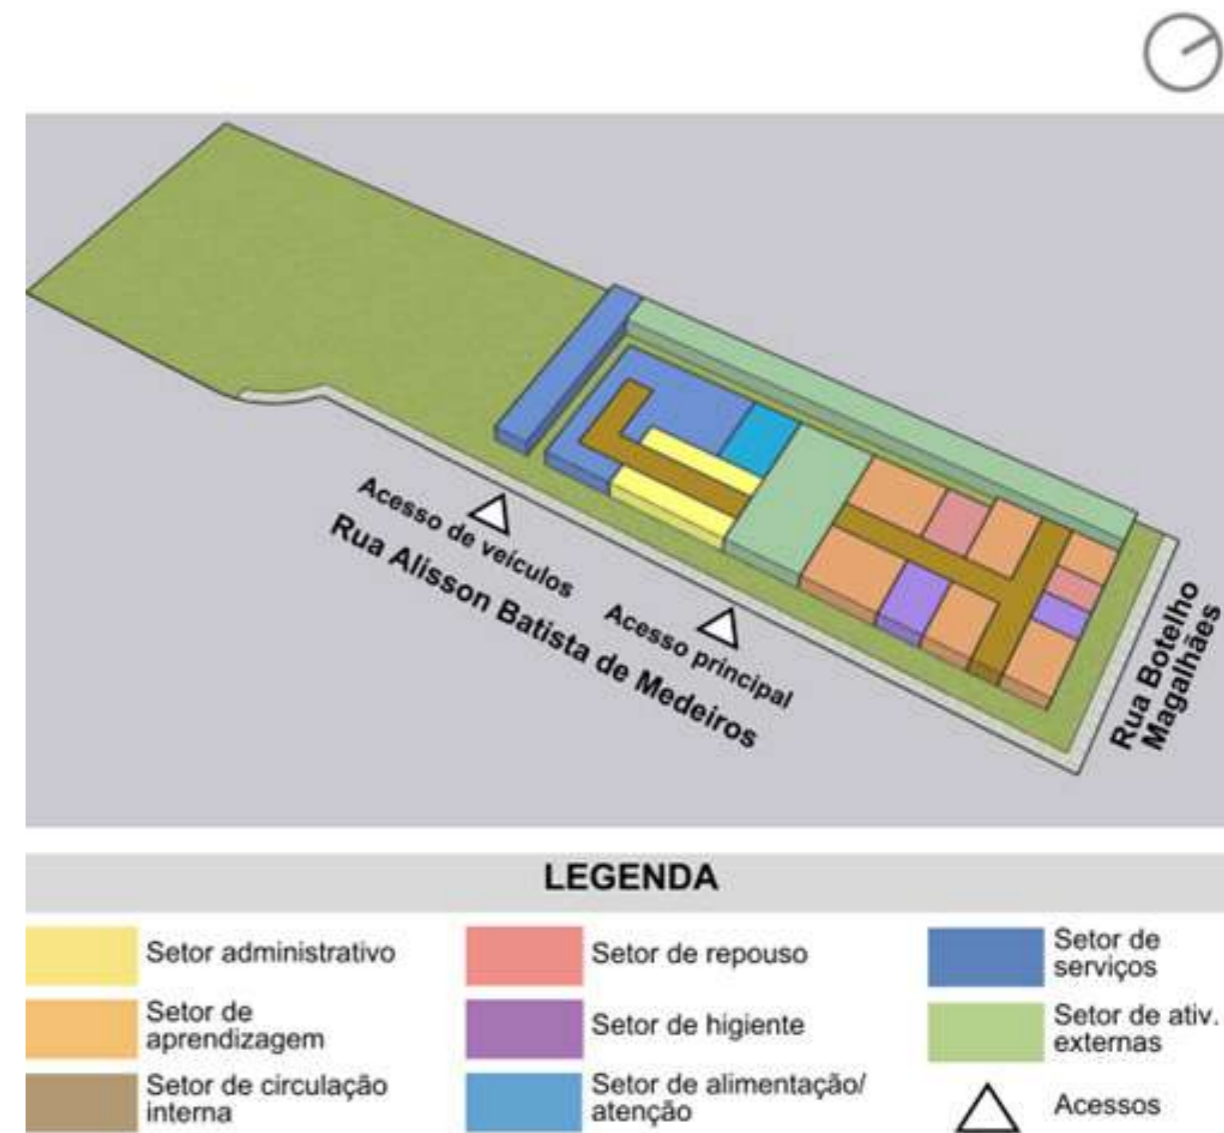 Acesso de veículos
Rua Alisson Batista de Medeiros
Acesso principal
Rua Botelho
Magalhães
LEGENDA
Setor administrativo
Setor de
aprendizagem
Setor de circulação
interna
Setor de repouso
Setor de higiente
Setor de alimentação/
atenção
Setor de
serviços
Setor de ativ.
externas
Acessos